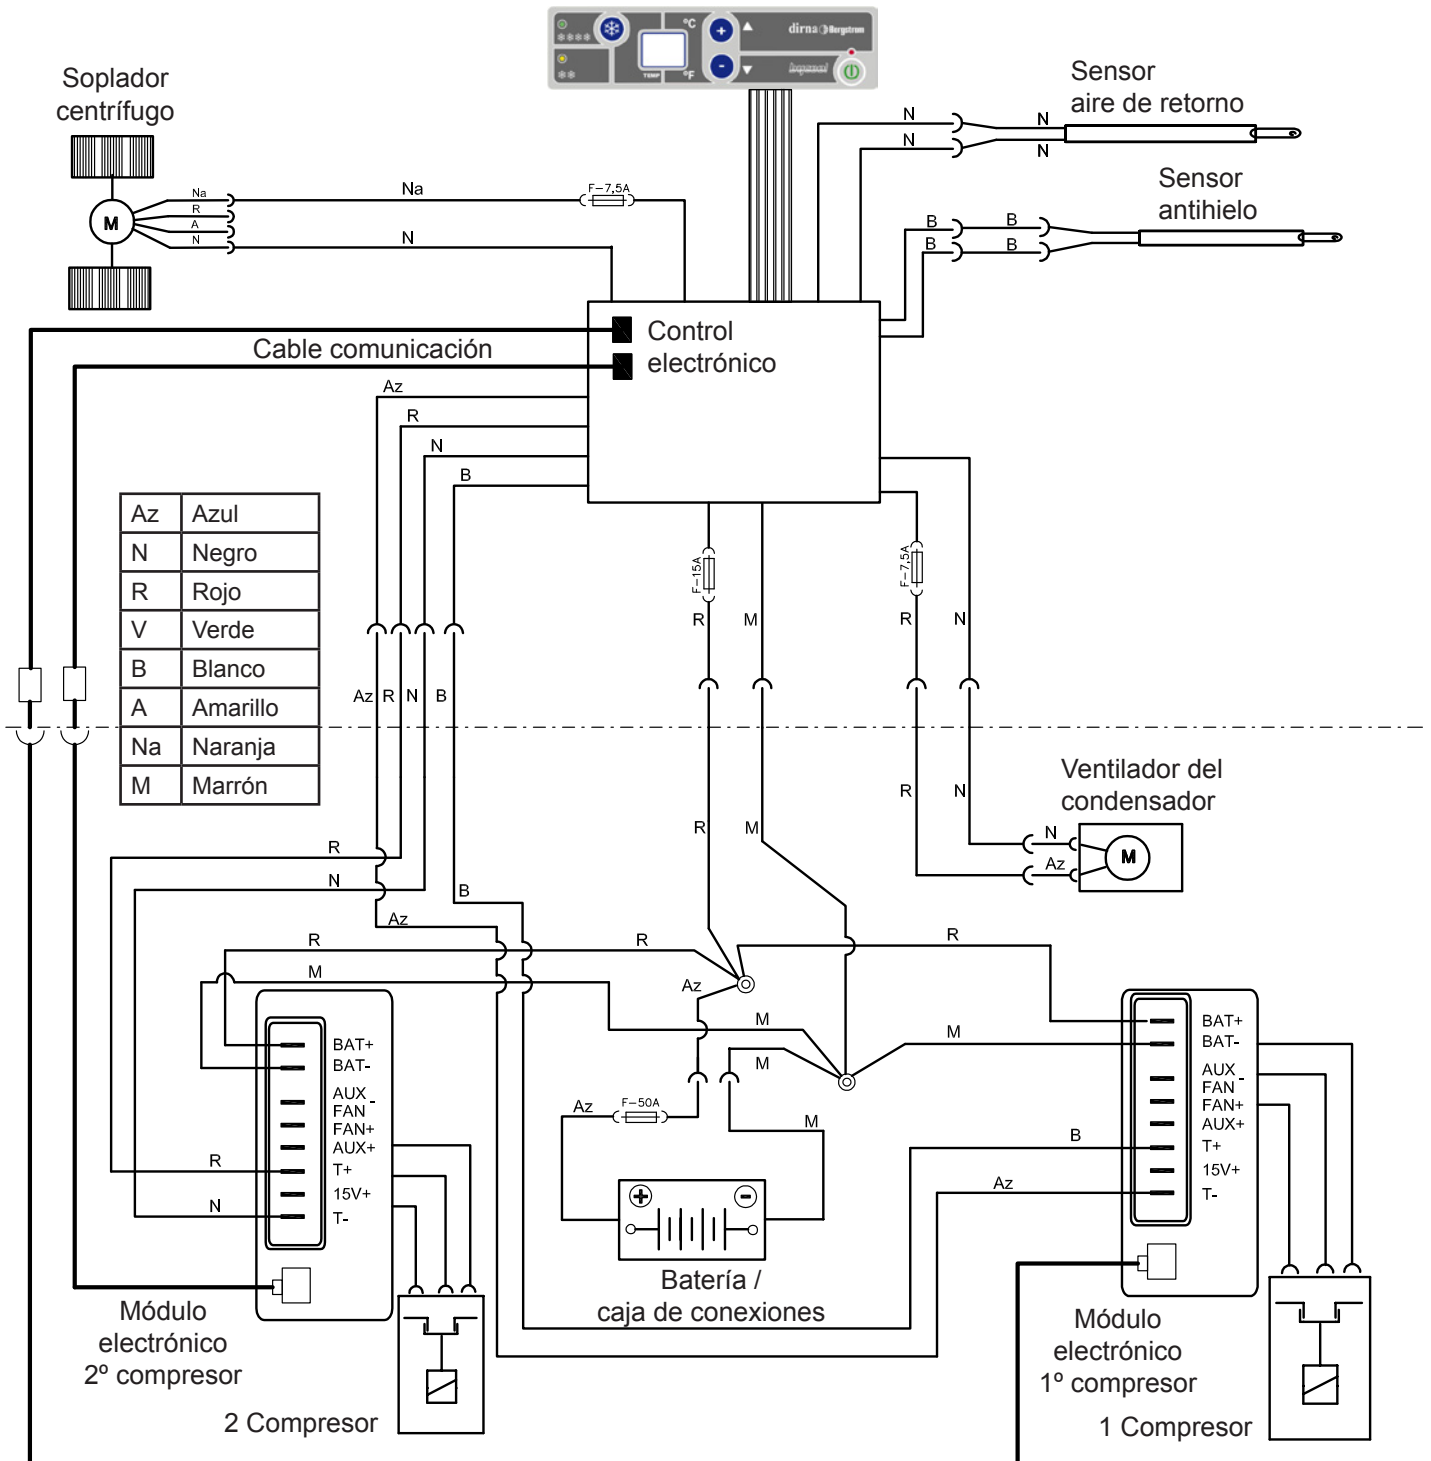 °C
dirna Bergstrom
TEMP
°F
bycool
Soplador
centrífugo
M
Na
R
A
N
Na
N
F-7,5A
Sensor
aire de retorno
N
N
N
N
Sensor
antihielo
B
B
B
B
Control
electrónico
Cable comunicación
Az
R
N
B
Az Azul
N Negro
R Rojo
V Verde
B Blanco
A Amarillo
Na Naranja
M Marrón
F-15A
F-7,5A
R
M
R
N
Az
R
N
B
Ventilador del
condensador
R
N
N
Az
M
R
M
R
N
B
Az
R
R
R
M
Az
M
M
M
BAT+
BAT-
AUX -
FAN
FAN+
AUX+
T+
15V+
T-
R
N
Az
F-50A
M
B
Az
BAT+
BAT-
AUX -
FAN
FAN+
AUX+
T+
15V+
T-
Batería /
caja de conexiones
Módulo
electrónico
2º compresor
2 Compresor
Módulo
electrónico
1º compresor
1 Compresor